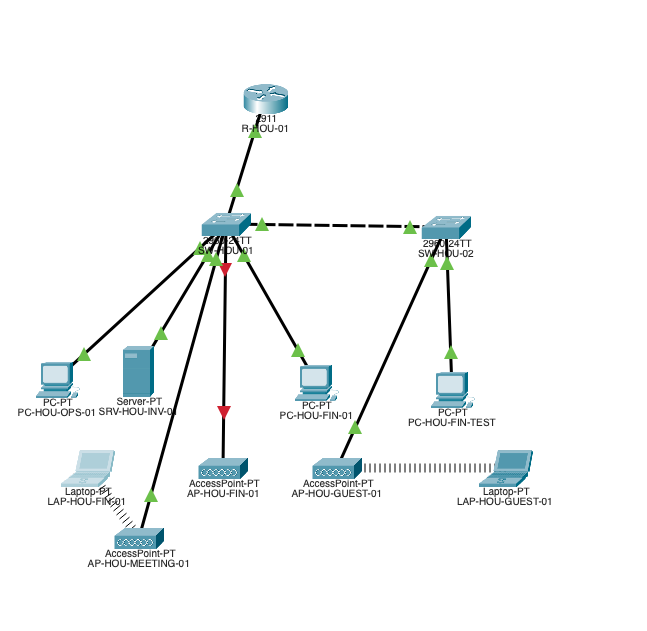 2911
R-HOU-01
2960-24TT
SW-HOU-01
2960-24TT
SW-HOU-02
PC-PT
PC-HOU-OPS-01
Server-PT
SRV-HOU-INV-01
PC-PT
PC-HOU-FIN-01
PC-PT
PC-HOU-FIN-TEST
Laptop-PT
LAP-HOU-FIN-01
AccessPoint-PT
AP-HOU-FIN-01
AccessPoint-PT
AP-HOU-GUEST-01
Laptop-PT
LAP-HOU-GUEST-01
AccessPoint-PT
AP-HOU-MEETING-01